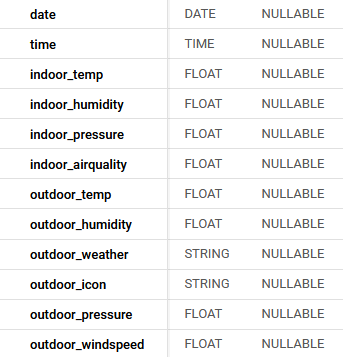 date DATE NULLABLE
time TIME NULLABLE
indoor_temp FLOAT NULLABLE
indoor_humidity FLOAT NULLABLE
indoor_pressure FLOAT NULLABLE
indoor_airquality FLOAT NULLABLE
outdoor_temp FLOAT NULLABLE
outdoor_humidity FLOAT NULLABLE
outdoor_weather STRING NULLABLE
outdoor_icon STRING NULLABLE
outdoor_pressure FLOAT NULLABLE
outdoor_windspeed FLOAT NULLABLE